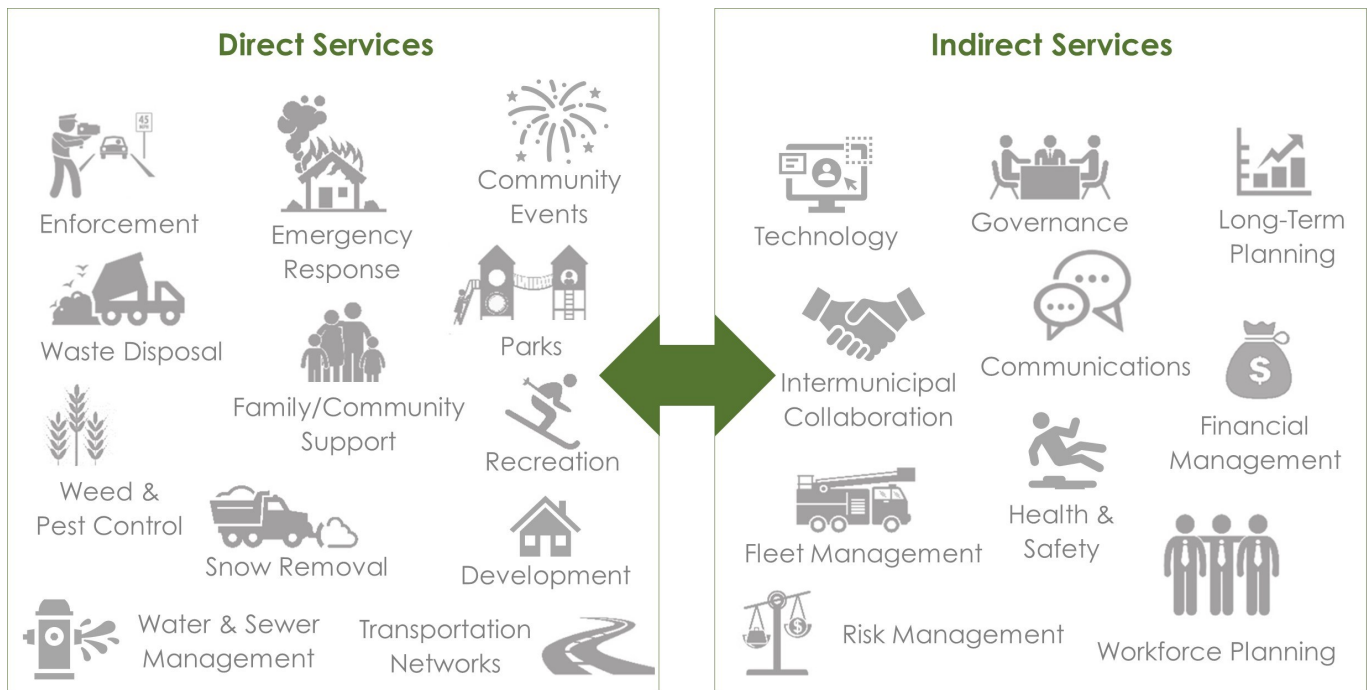 Direct Services
45
Enforcement
Emergency
Response
Community
Events
Waste Disposal
Family/Community
Support
Parks
Recreation
Weed &
Pest Control
Snow Removal
Development
Water & Sewer
Management
Transportation
Networks
Indirect Services
Technology
Governance
Long-Term
Planning
Intermunicipal
Collaboration
Communications
$
Financial
Management
Fleet Management
Health &
Safety
$
Risk Management
Workforce Planning